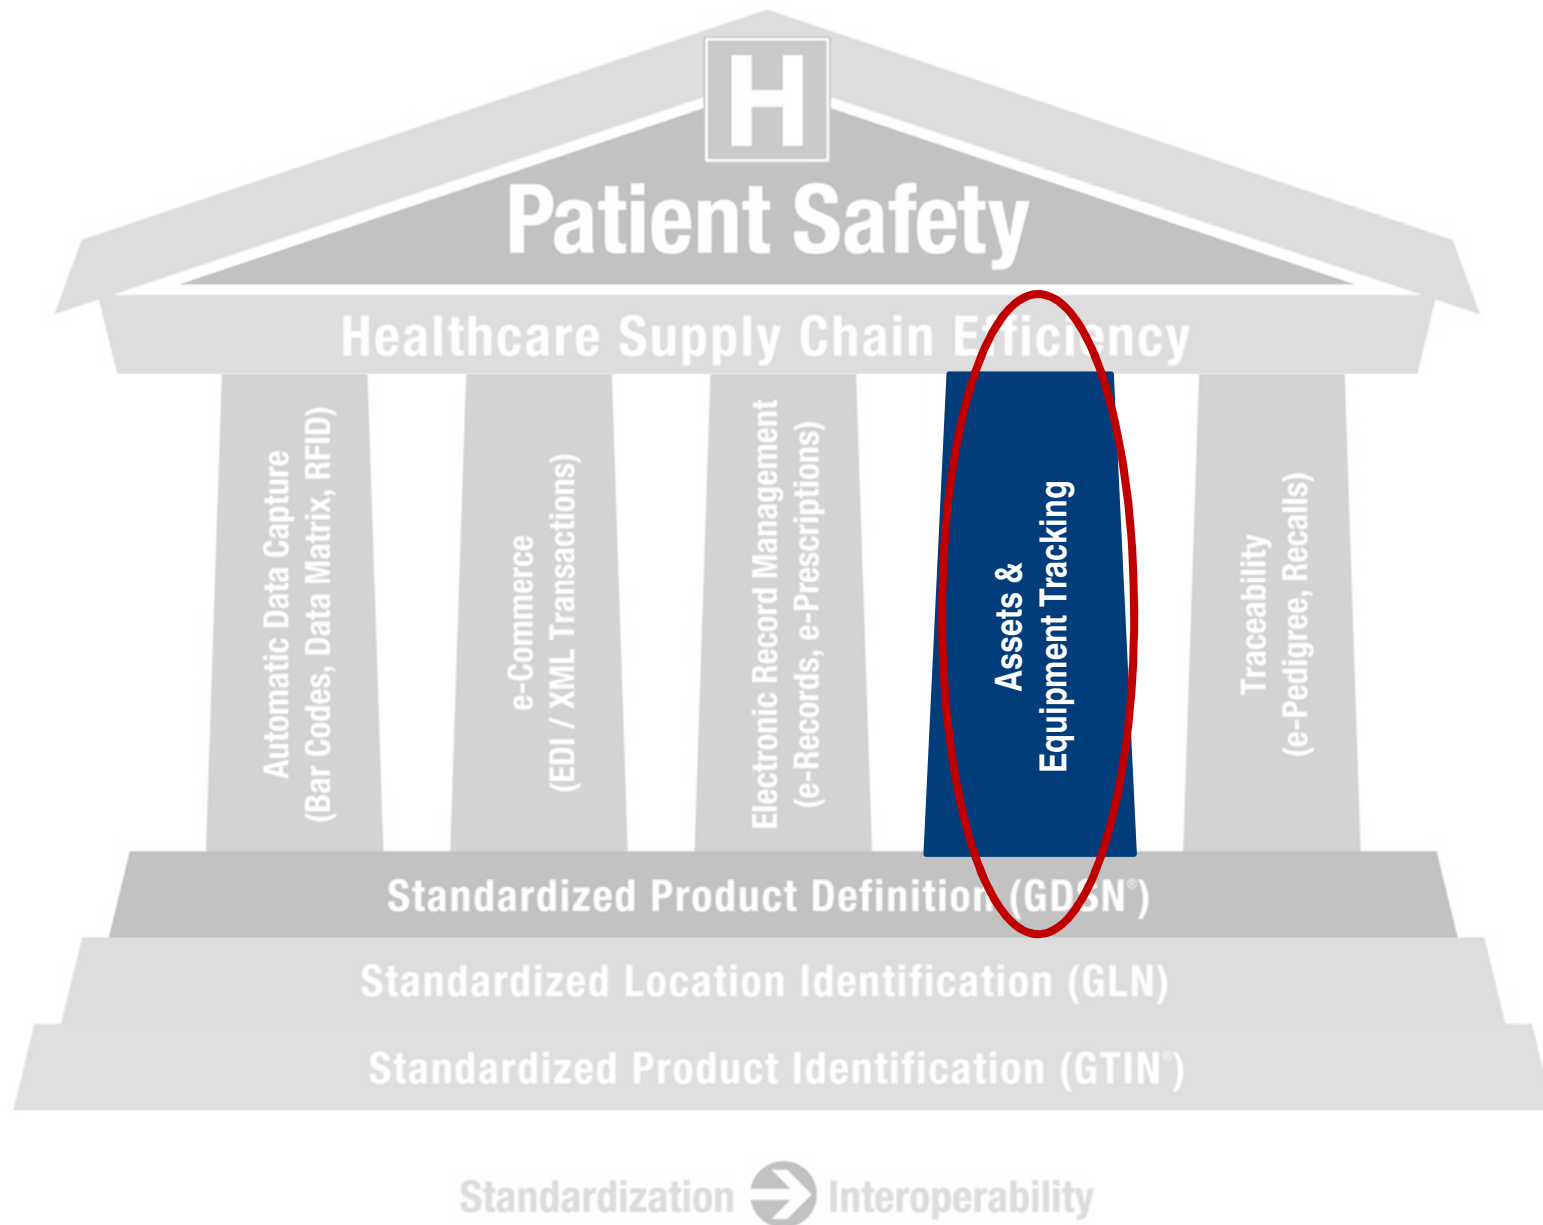 H
Patient Safety
Healthcare Supply Chain Efficiency
Automatic Data Capture
(Bar Codes, Data Matrix, RFID)
e-Commerce
(EDI / XML Transactions)
Electronic Record Management
(e-Records, e-Prescriptions)
Assets &
Equipment Tracking
Traceability
(e-Pedigree, Recalls)
Standardized Product Definition (GDSN®)
Standardized Location Identification (GLN)
Standardized Product Identification (GTIN®)
Standardization Interoperability